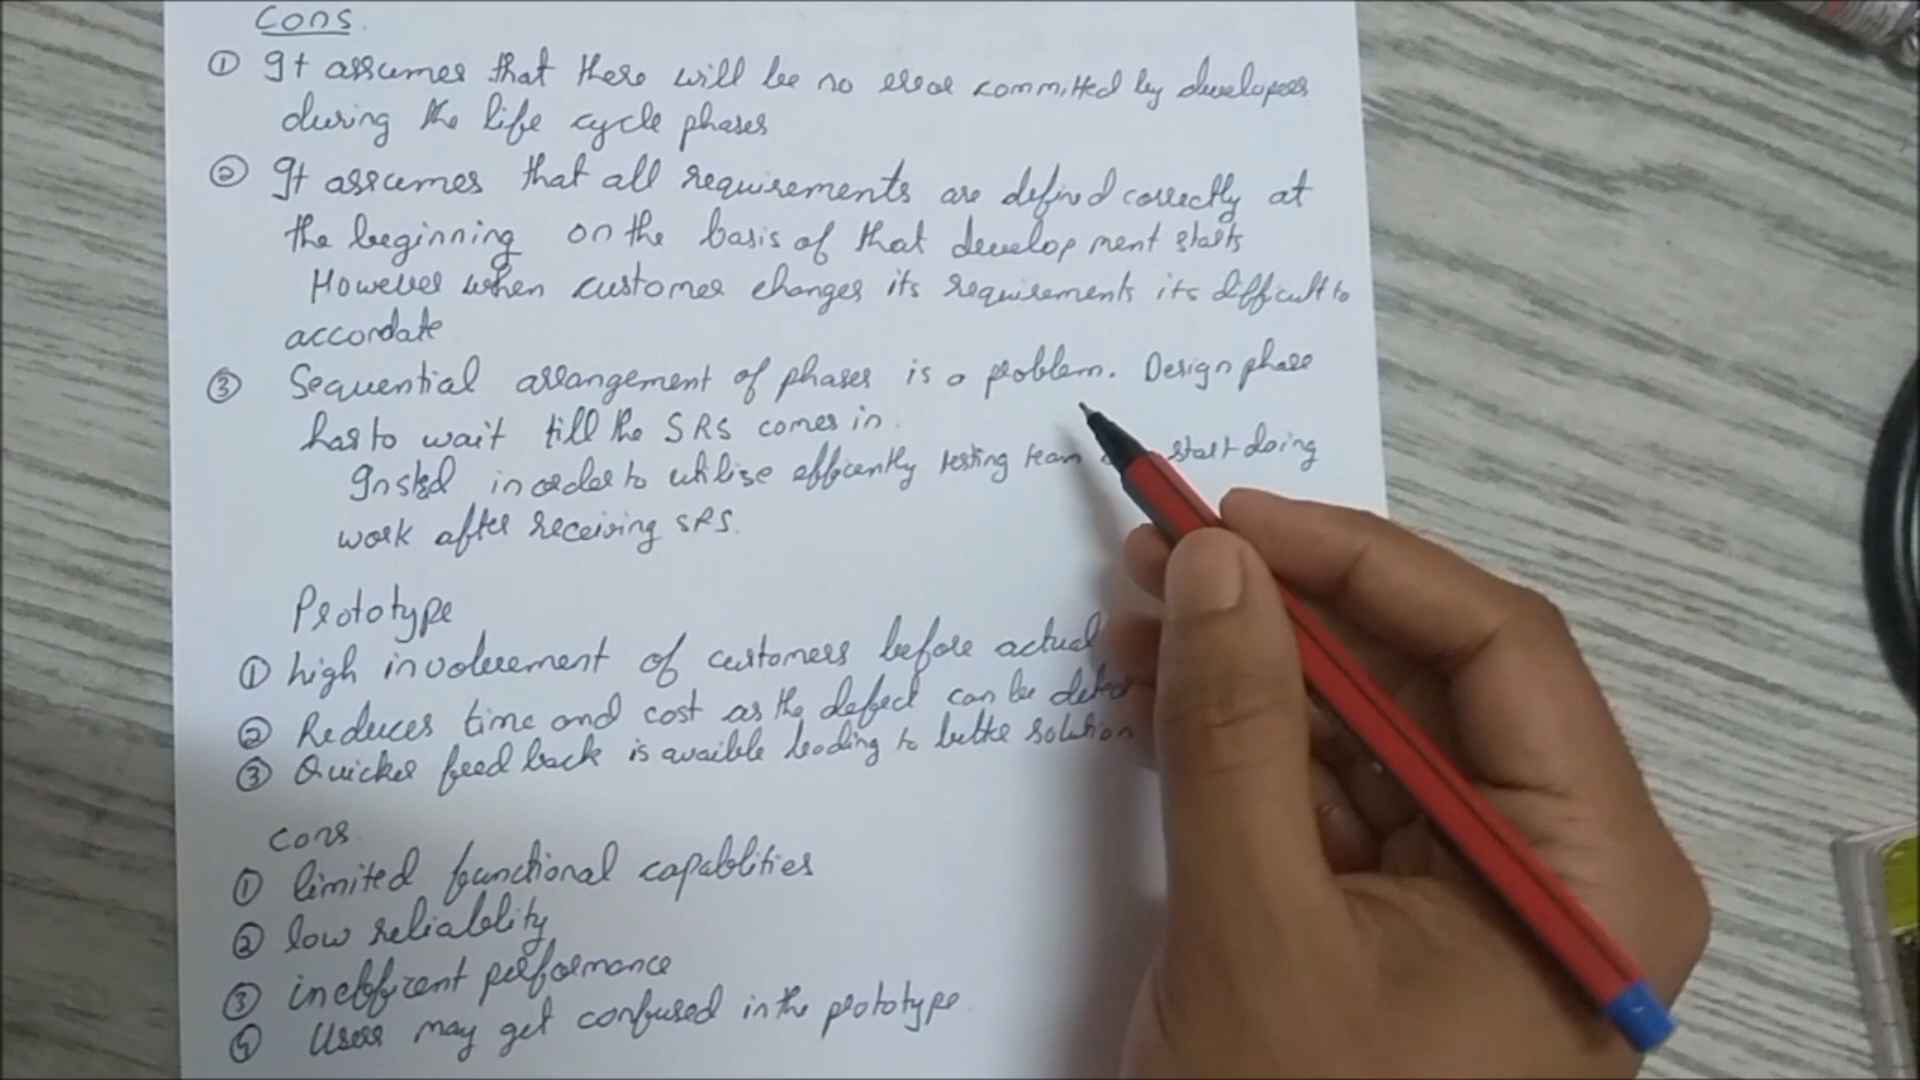 Cons.
① It assumes that there will be no error committed by developers
during the life cycle phases
② It assumes that all requirements are defined correctly at
the beginning on the basis of that development starts
However when customer changes its requirements its difficult to
accordate
③ Sequential arrangement of phases is a problem. Design phase
has to wait till the SRS comes in.
in order to utilise efficently testing team start doing
work after receiving SRS.
Prototype
① high involvement of customers before actual
② Reduces time and cost as the defect can be detect
③ Quicker feed back is avaible leading to better solution
Cons.
① limited functional capablities
② low reliablity
③ inefficent performance
④ Users may get confused in the prototype.